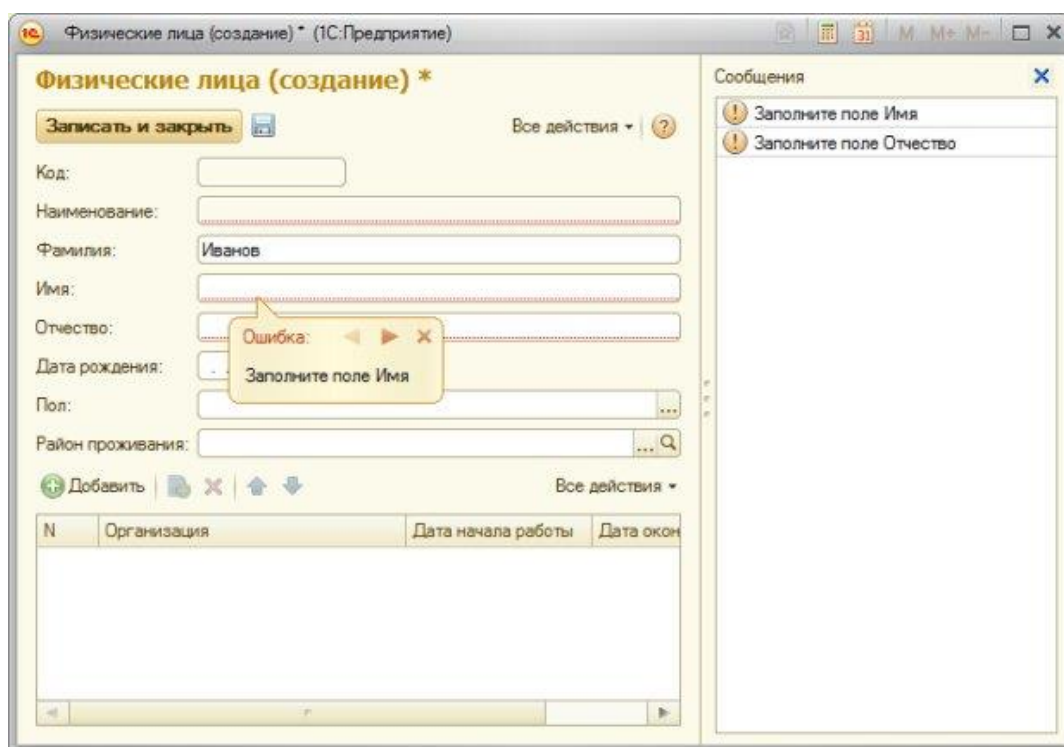 1С Физические лица (создание) * (1С:Предприятие) 31 M M+ M-
Физические лица (создание) *
Сообщения
Записать и закрыть
Все действия
?
! Заполните поле Имя
! Заполните поле Отчество
Код:
Наименование:
Фамилия: Иванов
Имя:
Отчество:
Ошибка:
Заполните поле Имя
Дата рождения: . .
Пол: ...
Район проживания: ...
Добавить
Все действия
N Организация Дата начала работы Дата окон